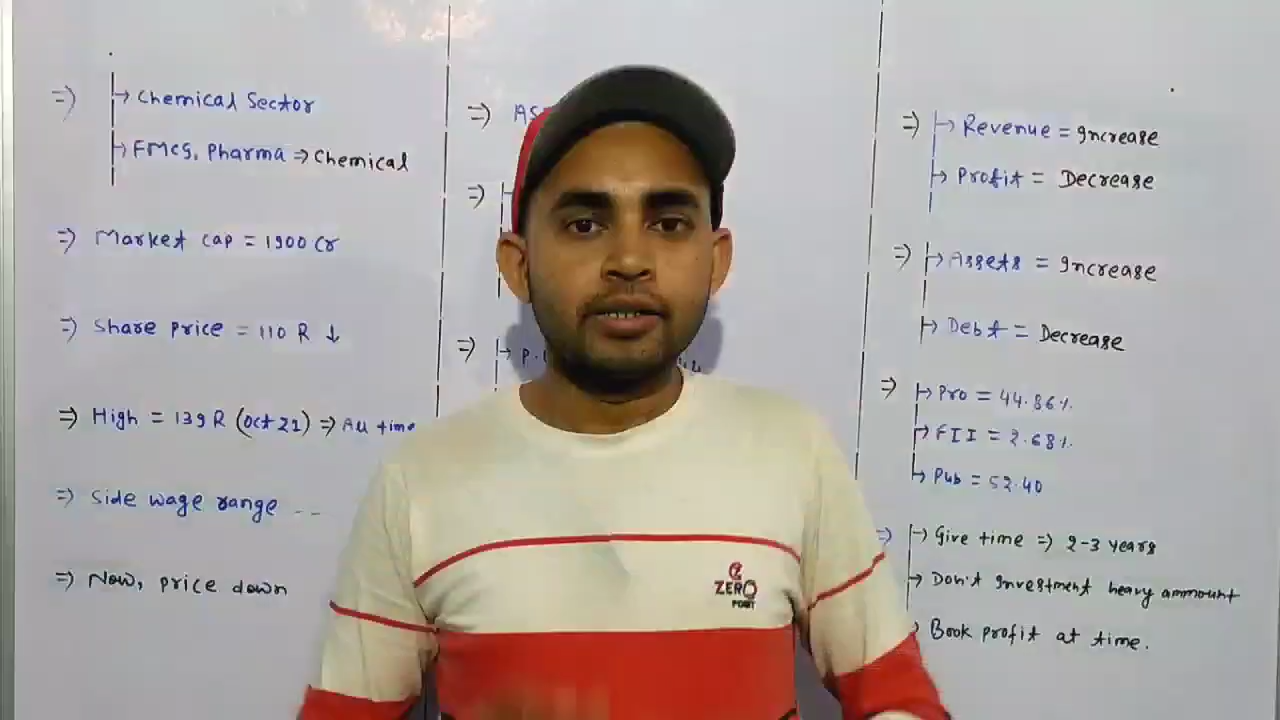 => → Chemical Sector
→ FMCG, Pharma => Chemical
=> Market cap = 1900 Cr
=> Share price = 110 R ↓
=> High = 139 R (Oct 21) => All time
=> Side wage range --
=> Now, price down
=>
=>
=> → P.
=> → Revenue = Increase
→ Profit = Decrease
=> → Assets = Increase
→ Debt = Decrease
=> → Pro = 44.86%
→ FII = 2.68%
→ Pub = 52.40
=> → Give time => 2-3 years
→ Don't Investment heavy ammount
Book profit at time.
ZERO
POINT